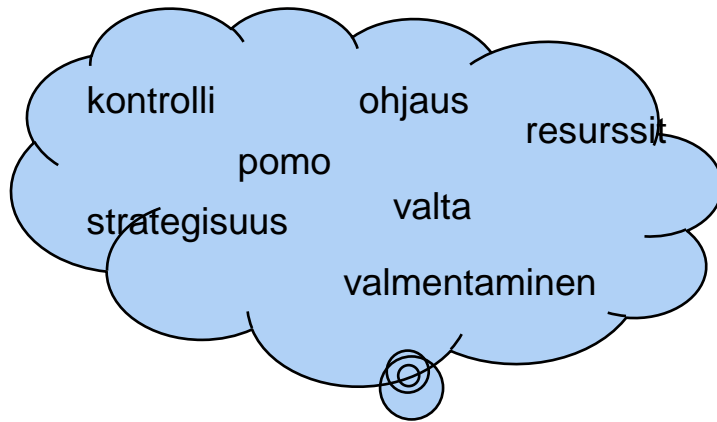 kontrolli
ohjaus
resurssit
pomo
valta
strategisuus
valmentaminen